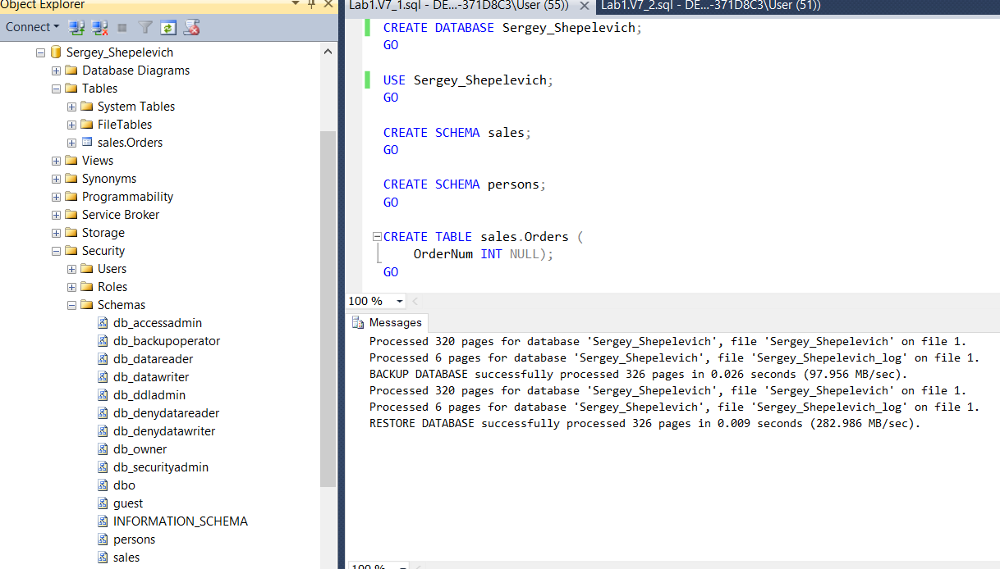 Object Explorer
Connect
Sergey_Shepelevich
Database Diagrams
Tables
System Tables
FileTables
sales.Orders
Views
Synonyms
Programmability
Service Broker
Storage
Security
Users
Roles
Schemas
db_accessadmin
db_backupoperator
db_datareader
db_datawriter
db_ddladmin
db_denydatareader
db_denydatawriter
db_owner
db_securityadmin
dbo
guest
INFORMATION_SCHEMA
persons
sales
Lab1.V7_1.sql - DE...-371D8C3\User (55)) Lab1.V7_2.sql - DE...-371D8C3\User (51))
CREATE DATABASE Sergey_Shepelevich;
GO
USE Sergey_Shepelevich;
GO
CREATE SCHEMA sales;
GO
CREATE SCHEMA persons;
GO
CREATE TABLE sales.Orders (
OrderNum INT NULL);
GO
100 %
Messages
Processed 320 pages for database 'Sergey_Shepelevich', file 'Sergey_Shepelevich' on file 1.
Processed 6 pages for database 'Sergey_Shepelevich', file 'Sergey_Shepelevich_log' on file 1.
BACKUP DATABASE successfully processed 326 pages in 0.026 seconds (97.956 MB/sec).
Processed 320 pages for database 'Sergey_Shepelevich', file 'Sergey_Shepelevich' on file 1.
Processed 6 pages for database 'Sergey_Shepelevich', file 'Sergey_Shepelevich_log' on file 1.
RESTORE DATABASE successfully processed 326 pages in 0.009 seconds (282.986 MB/sec).
100 %